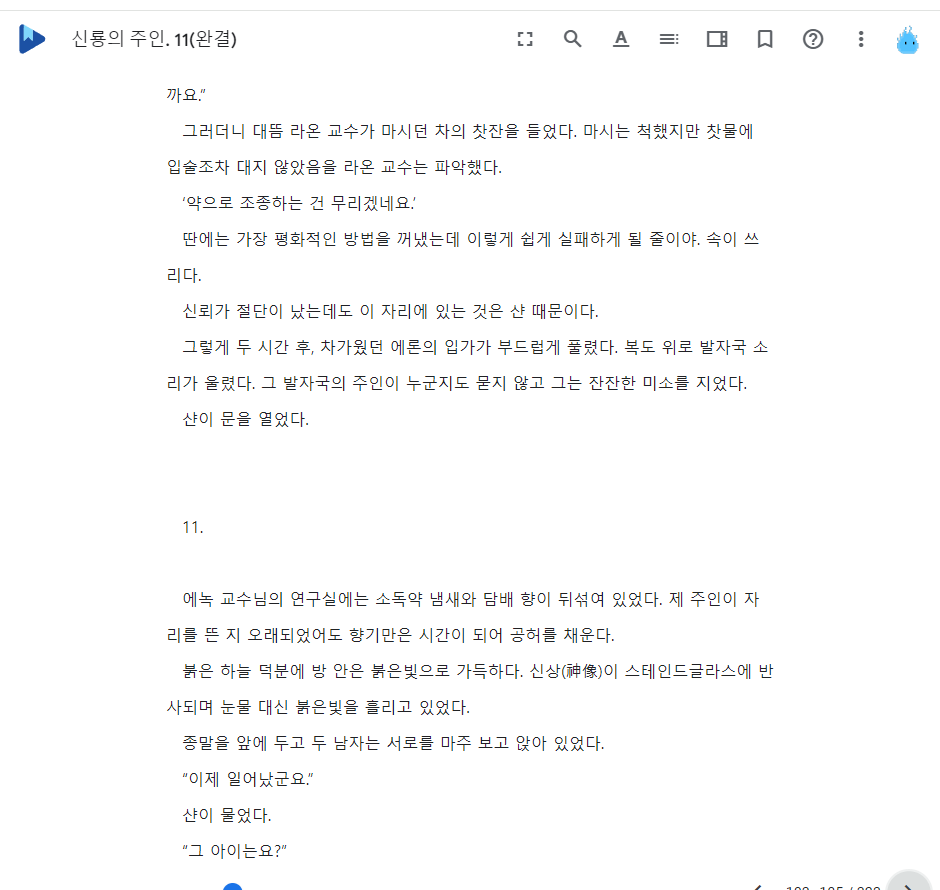 신룡의 주인. 11(완결)
까요.”
그러더니 대뜸 라온 교수가 마시던 차의 찻잔을 들었다. 마시는 척했지만 찻물에
입술조차 대지 않았음을 라온 교수는 파악했다.
‘약으로 조종하는 건 무리겠네요.’
딴에는 가장 평화적인 방법을 꺼냈는데 이렇게 쉽게 실패하게 될 줄이야. 속이 쓰
리다.
신뢰가 절단이 났는데도 이 자리에 있는 것은 샨 때문이다.
그렇게 두 시간 후, 차가웠던 에론의 입가가 부드럽게 풀렸다. 복도 위로 발자국 소
리가 울렸다. 그 발자국의 주인이 누군지도 묻지 않고 그는 잔잔한 미소를 지었다.
샨이 문을 열었다.
11.
에녹 교수님의 연구실에는 소독약 냄새와 담배 향이 뒤섞여 있었다. 제 주인이 자
리를 뜬 지 오래되었어도 향기만은 시간이 되어 공허를 채운다.
붉은 하늘 덕분에 방 안은 붉은빛으로 가득하다. 신상(神像)이 스테인드글라스에 반
사되며 눈물 대신 붉은빛을 흘리고 있었다.
종말을 앞에 두고 두 남자는 서로를 마주 보고 앉아 있었다.
“이제 일어났군요.”
샨이 물었다.
“그 아이는요?”